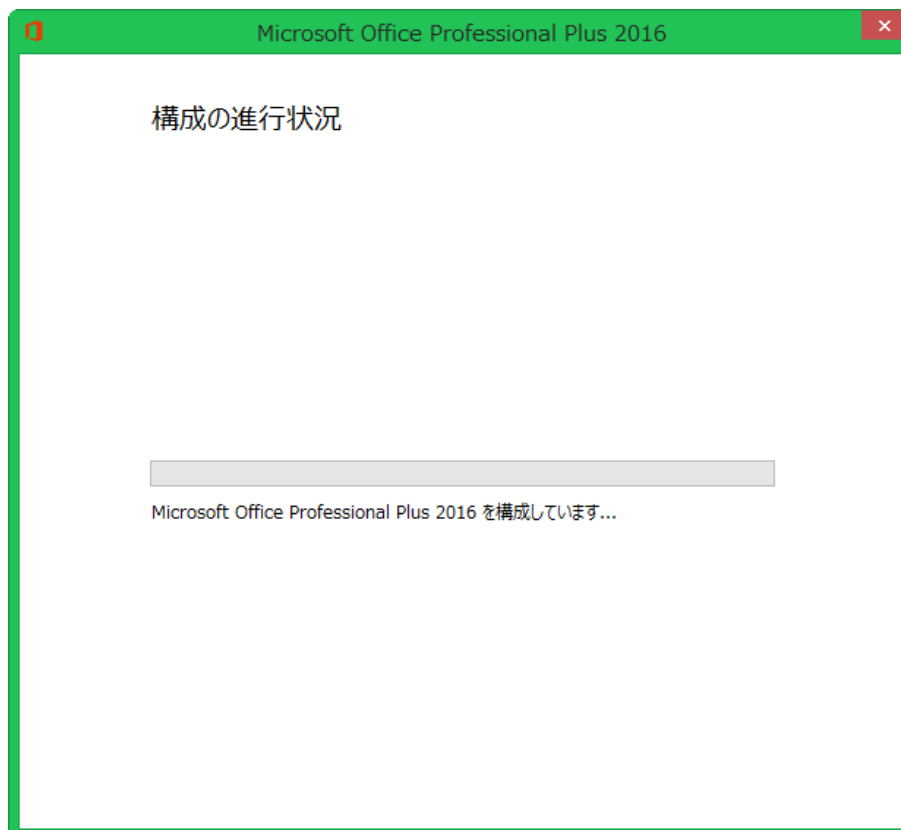 Microsoft Office Professional Plus 2016
構成の進行状況
Microsoft Office Professional Plus 2016 を構成しています...